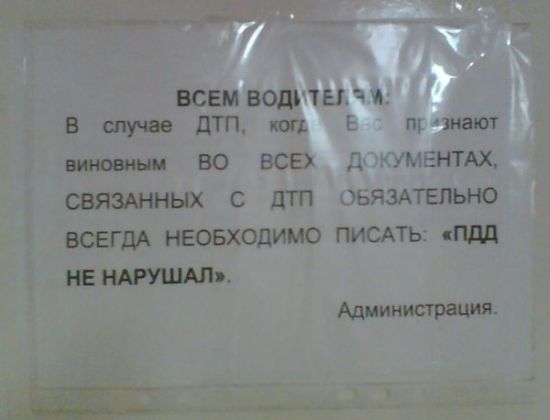 ВСЕМ ВОДИТЕЛЯМ:
В случае ДТП, когда Вас признают
виновным ВО ВСЕХ ДОКУМЕНТАХ,
СВЯЗАННЫХ С ДТП ОБЯЗАТЕЛЬНО
ВСЕГДА НЕОБХОДИМО ПИСАТЬ: «ПДД
НЕ НАРУШАЛ».
Администрация.